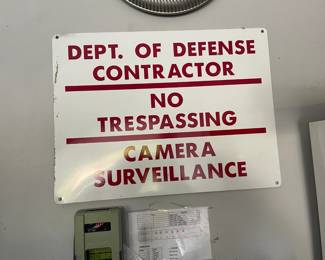 DEPT. OF DEFENSE
CONTRACTOR
NO
TRESPASSING
CAMERA
SURVEILLANCE